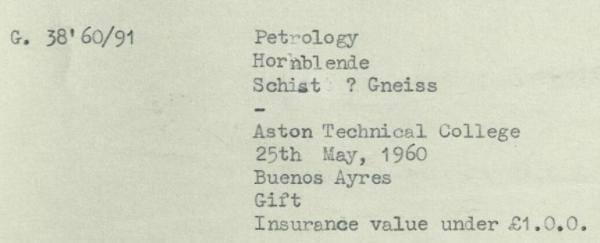 G. 38'60/91 Petrology
Hornblende
Schist ? Gneiss
-
Aston Technical College
25th May, 1960
Buenos Ayres
Gift
Insurance value under £1.0.0.